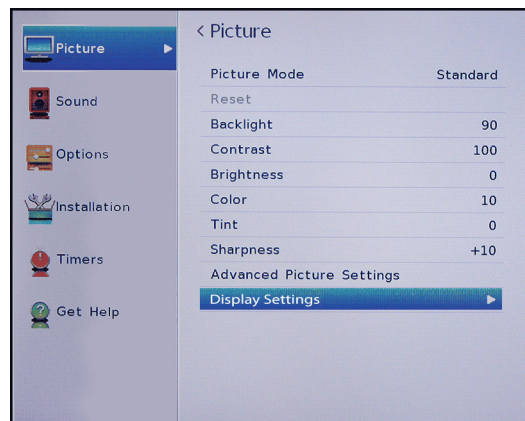 Picture
Sound
Options
Installation
Timers
Get Help
< Picture
Picture Mode Standard
Reset
Backlight 90
Contrast 100
Brightness 0
Color 10
Tint 0
Sharpness +10
Advanced Picture Settings
Display Settings